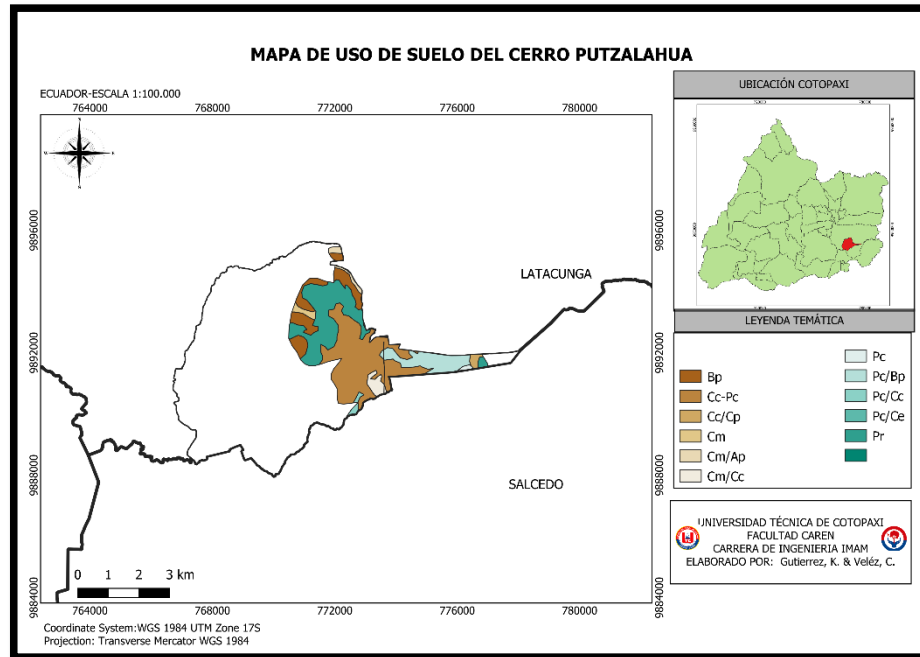 MAPA DE USO DE SUELO DEL CERRO PUTZALAHUA
ECUADOR-ESCALA 1:100.000
764000 768000 772000 776000 780000
N
9896000 9896000
9892000 9892000
9888000 9888000
9884000 9884000
LATACUNGA
SALCEDO
0 1 2 3 km
764000 768000 772000 776000 780000
Coordinate System:WGS 1984 UTM Zone 17S
Projection: Transverse Mercator WGS 1984
UBICACIÓN COTOPAXI
LEYENDA TEMÁTICA
Bp
Cc-Pc
Cc/Cp
Cm
Cm/Ap
Cm/Cc
Pc
Pc/Bp
Pc/Cc
Pc/Ce
Pr
UNIVERSIDAD TÉCNICA DE COTOPAXI
FACULTAD CAREN
CARRERA DE INGENIERIA IMAM
ELABORADO POR: Gutierrez, K. & Veléz, C.